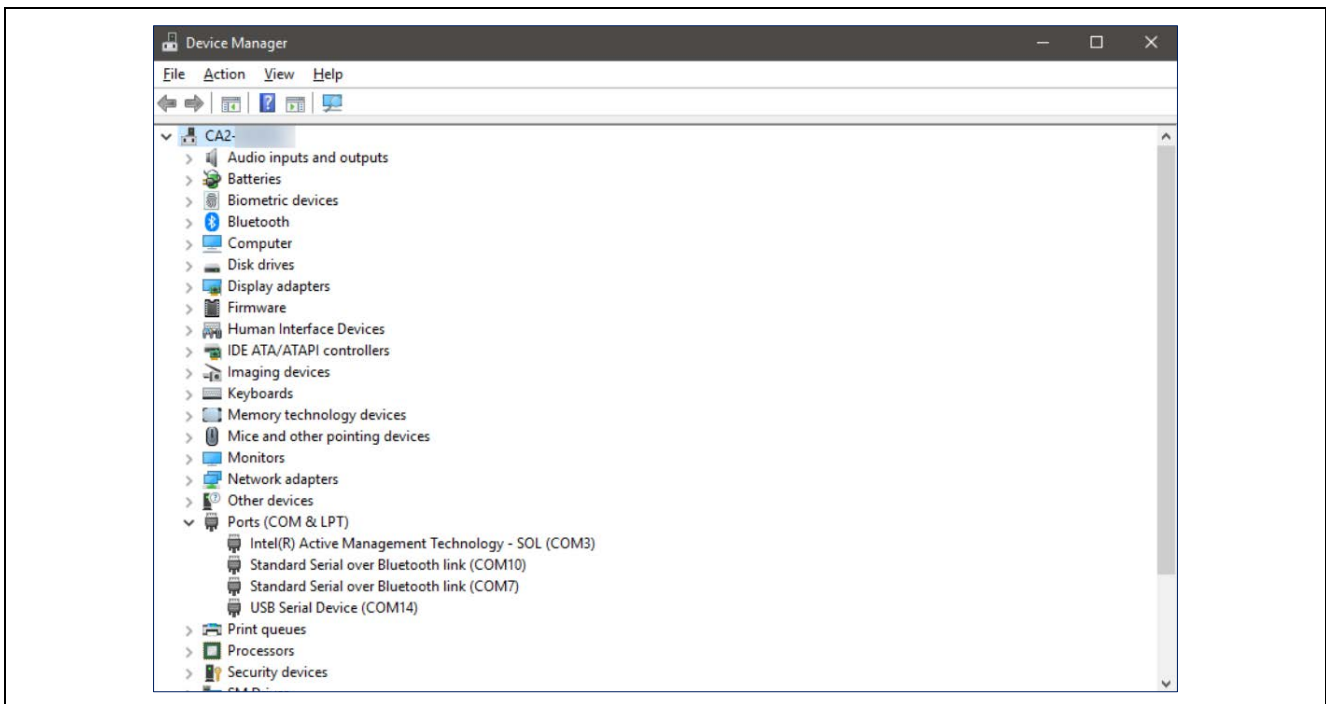 Device Manager
File Action View Help
CA2-
Audio inputs and outputs
Batteries
Biometric devices
Bluetooth
Computer
Disk drives
Display adapters
Firmware
Human Interface Devices
IDE ATA/ATAPI controllers
Imaging devices
Keyboards
Memory technology devices
Mice and other pointing devices
Monitors
Network adapters
Other devices
Ports (COM & LPT)
Intel(R) Active Management Technology - SOL (COM3)
Standard Serial over Bluetooth link (COM10)
Standard Serial over Bluetooth link (COM7)
USB Serial Device (COM14)
Print queues
Processors
Security devices